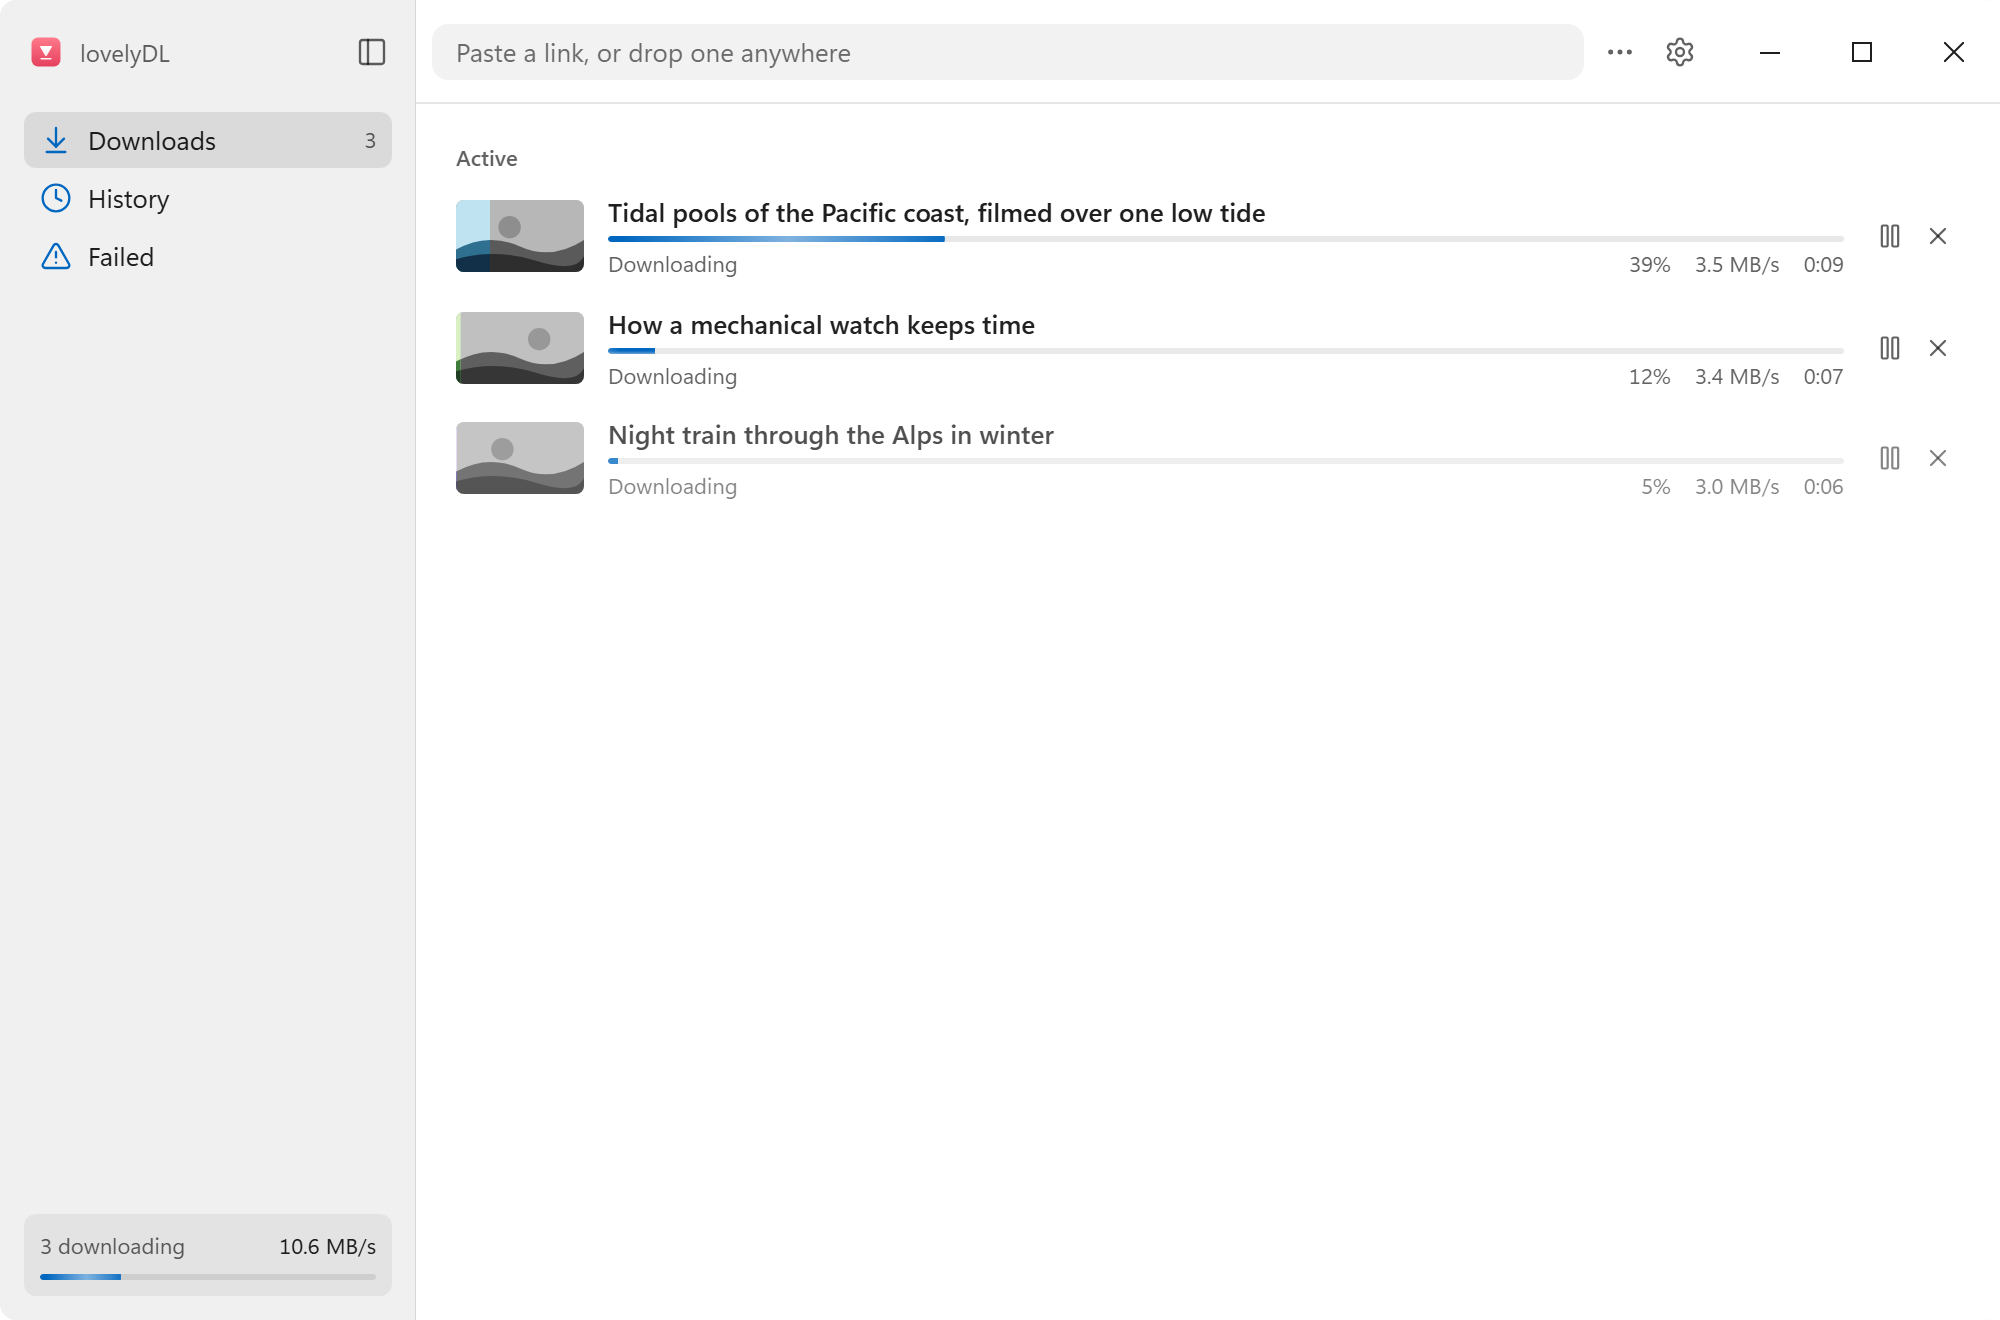 lovelyDL
Paste a link, or drop one anywhere
Downloads 3
History
Failed
Active
Tidal pools of the Pacific coast, filmed over one low tide
Downloading 39% 3.5 MB/s 0:09
How a mechanical watch keeps time
Downloading 12% 3.4 MB/s 0:07
Night train through the Alps in winter
Downloading 5% 3.0 MB/s 0:06
3 downloading 10.6 MB/s